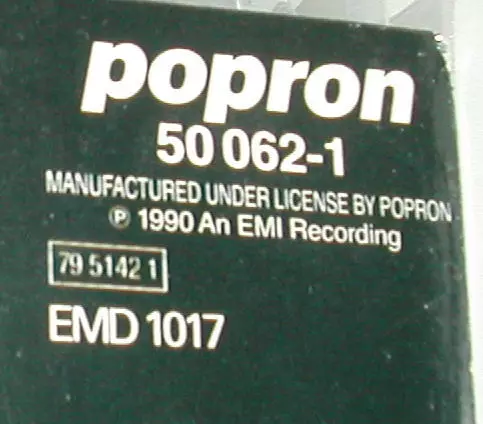 popron
50 062-1
MANUFACTURED UNDER LICENSE BY POPRON
℗ 1990 An EMI Recording
79 5142 1
EMD 1017